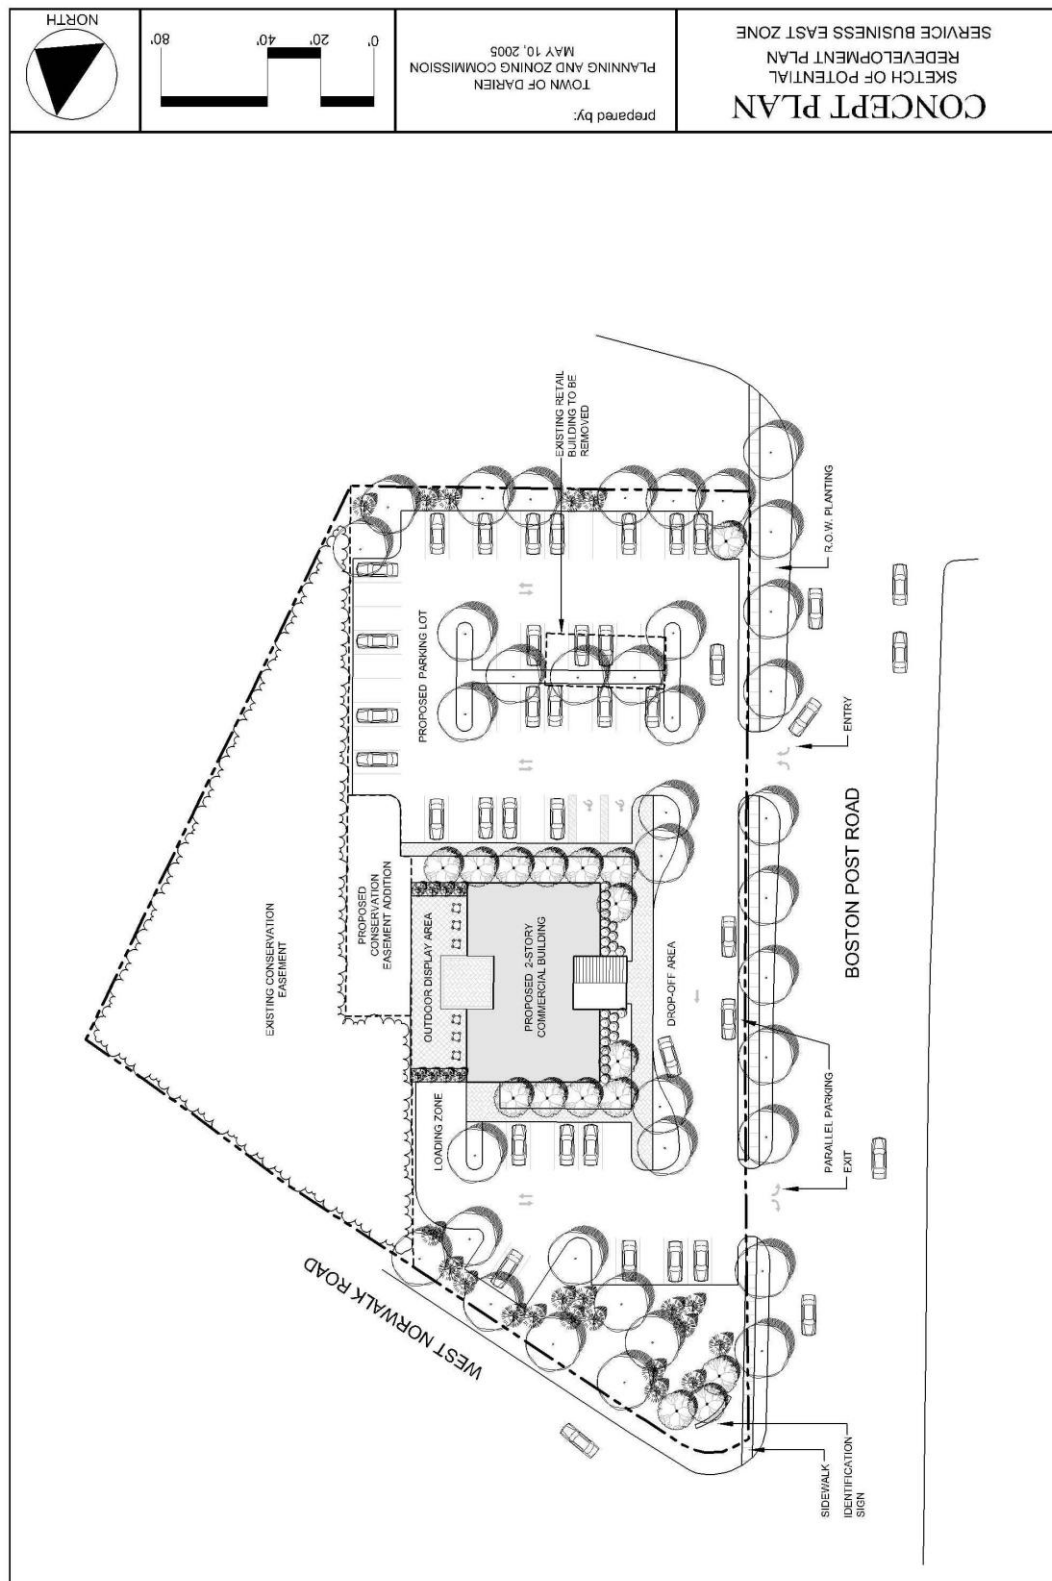 CONCEPT PLAN
SKETCH OF POTENTIAL
REDEVELOPMENT PLAN
SERVICE BUSINESS EAST ZONE
prepared by:
TOWN OF DARIEN
PLANNING AND ZONING COMMISSION
MAY 10, 2005
0'
20'
40'
80'
NORTH
WEST NORWALK ROAD
EXISTING CONSERVATION
EASEMENT
PROPOSED
CONSERVATION
EASEMENT ADDITION
OUTDOOR DISPLAY AREA
LOADING ZONE
PROPOSED 2-STORY
COMMERCIAL BUILDING
PROPOSED PARKING LOT
EXISTING RETAIL
BUILDING TO BE
REMOVED
DROP-OFF AREA
SIDEWALK
IDENTIFICATION
SIGN
EXIT
PARALLEL PARKING
ENTRY
R.O.W. PLANTING
BOSTON POST ROAD